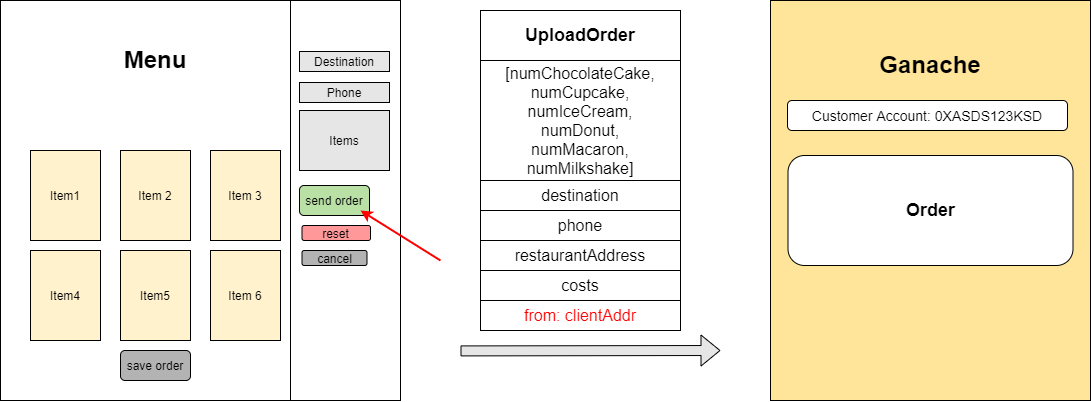 Menu
Item1
Item 2
Item 3
Item4
Item5
Item 6
save order
Destination
Phone
Items
send order
reset
cancel
UploadOrder
[numChocolateCake,
numCupcake,
numIceCream,
numDonut,
numMacaron,
numMilkshake]
destination
phone
restaurantAddress
costs
from: clientAddr
Ganache
Customer Account: 0XASDS123KSD
Order